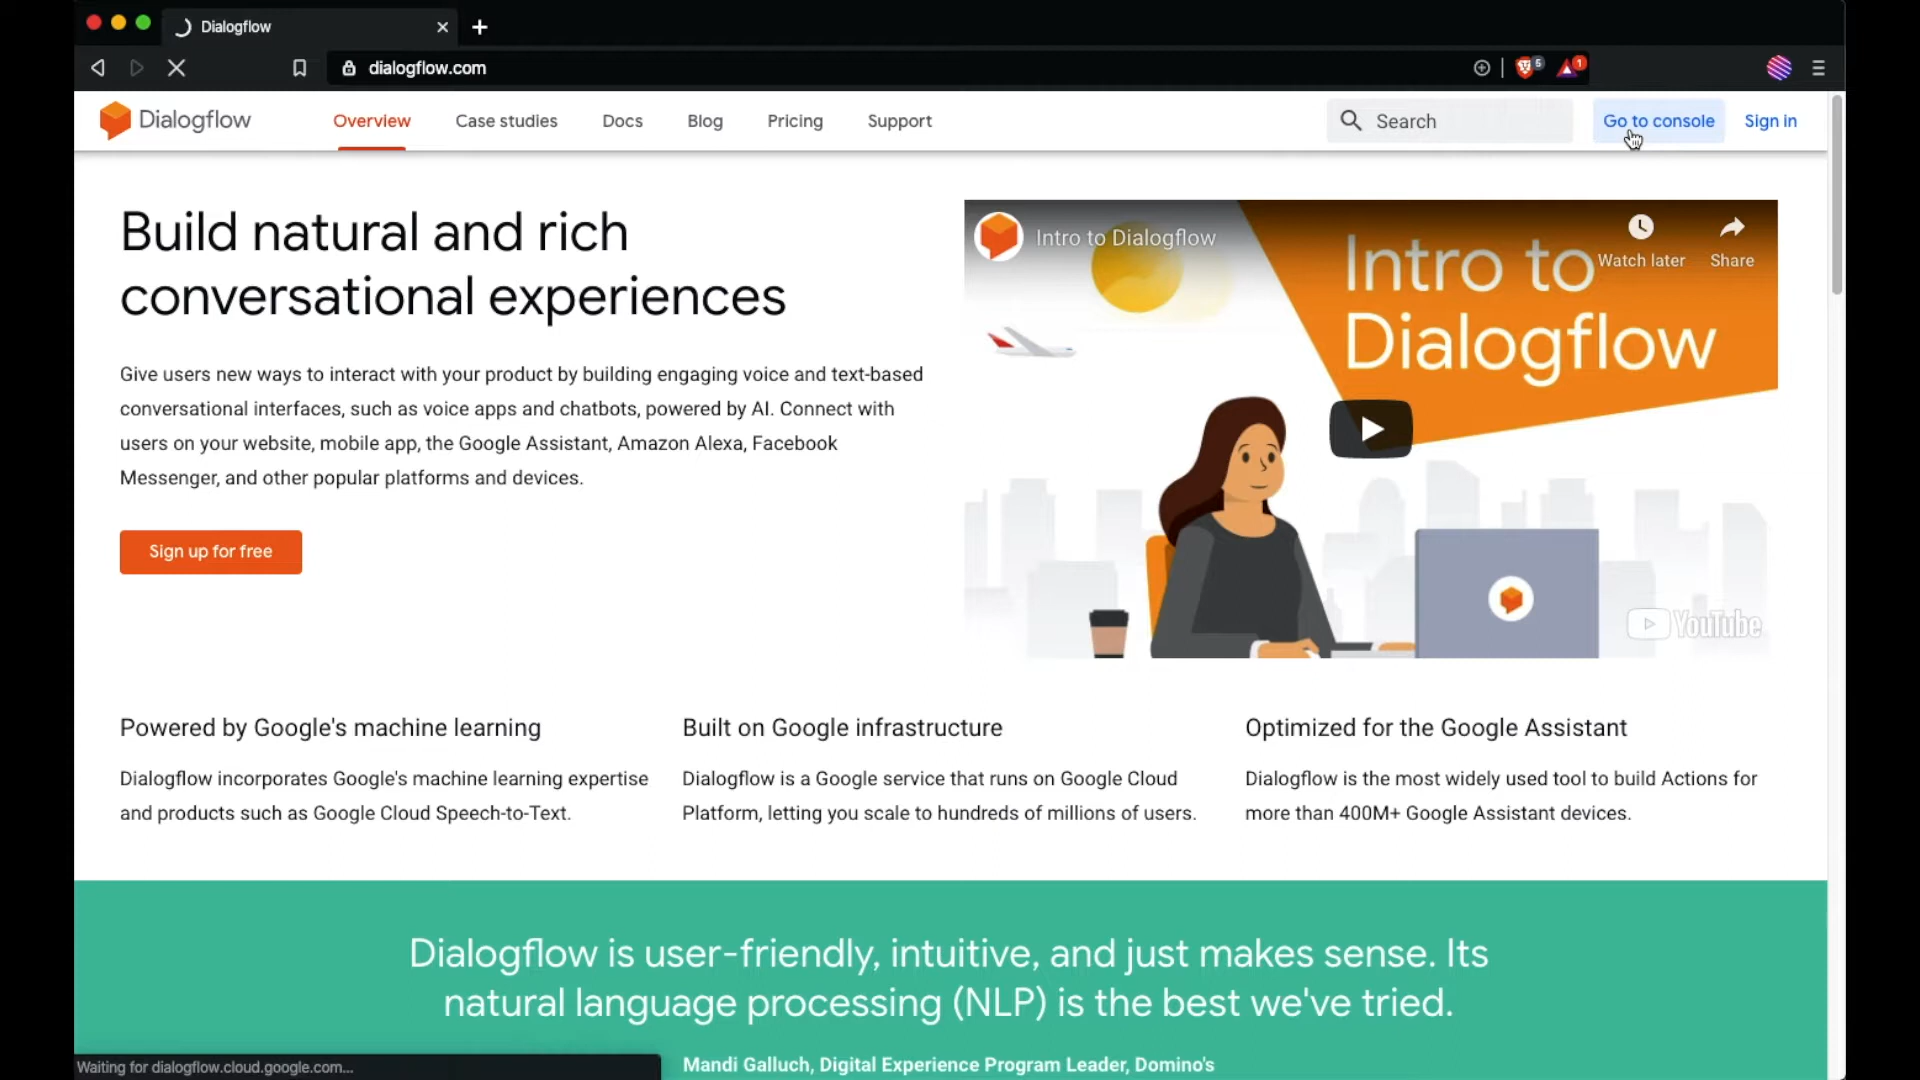 Dialogflow
dialogflow.com
5
1
Dialogflow
Overview
Case studies
Docs
Blog
Pricing
Support
Search
Go to console
Sign in
Build natural and rich
conversational experiences
Give users new ways to interact with your product by building engaging voice and text-based
conversational interfaces, such as voice apps and chatbots, powered by AI. Connect with
users on your website, mobile app, the Google Assistant, Amazon Alexa, Facebook
Messenger, and other popular platforms and devices.
Sign up for free
Intro to Dialogflow
Watch later
Share
Intro to
Dialogflow
YouTube
Powered by Google's machine learning
Dialogflow incorporates Google's machine learning expertise
and products such as Google Cloud Speech-to-Text.
Built on Google infrastructure
Dialogflow is a Google service that runs on Google Cloud
Platform, letting you scale to hundreds of millions of users.
Optimized for the Google Assistant
Dialogflow is the most widely used tool to build Actions for
more than 400M+ Google Assistant devices.
Dialogflow is user-friendly, intuitive, and just makes sense. Its
natural language processing (NLP) is the best we've tried.
Mandi Galluch, Digital Experience Program Leader, Domino's
Waiting for dialogflow.cloud.google.com...